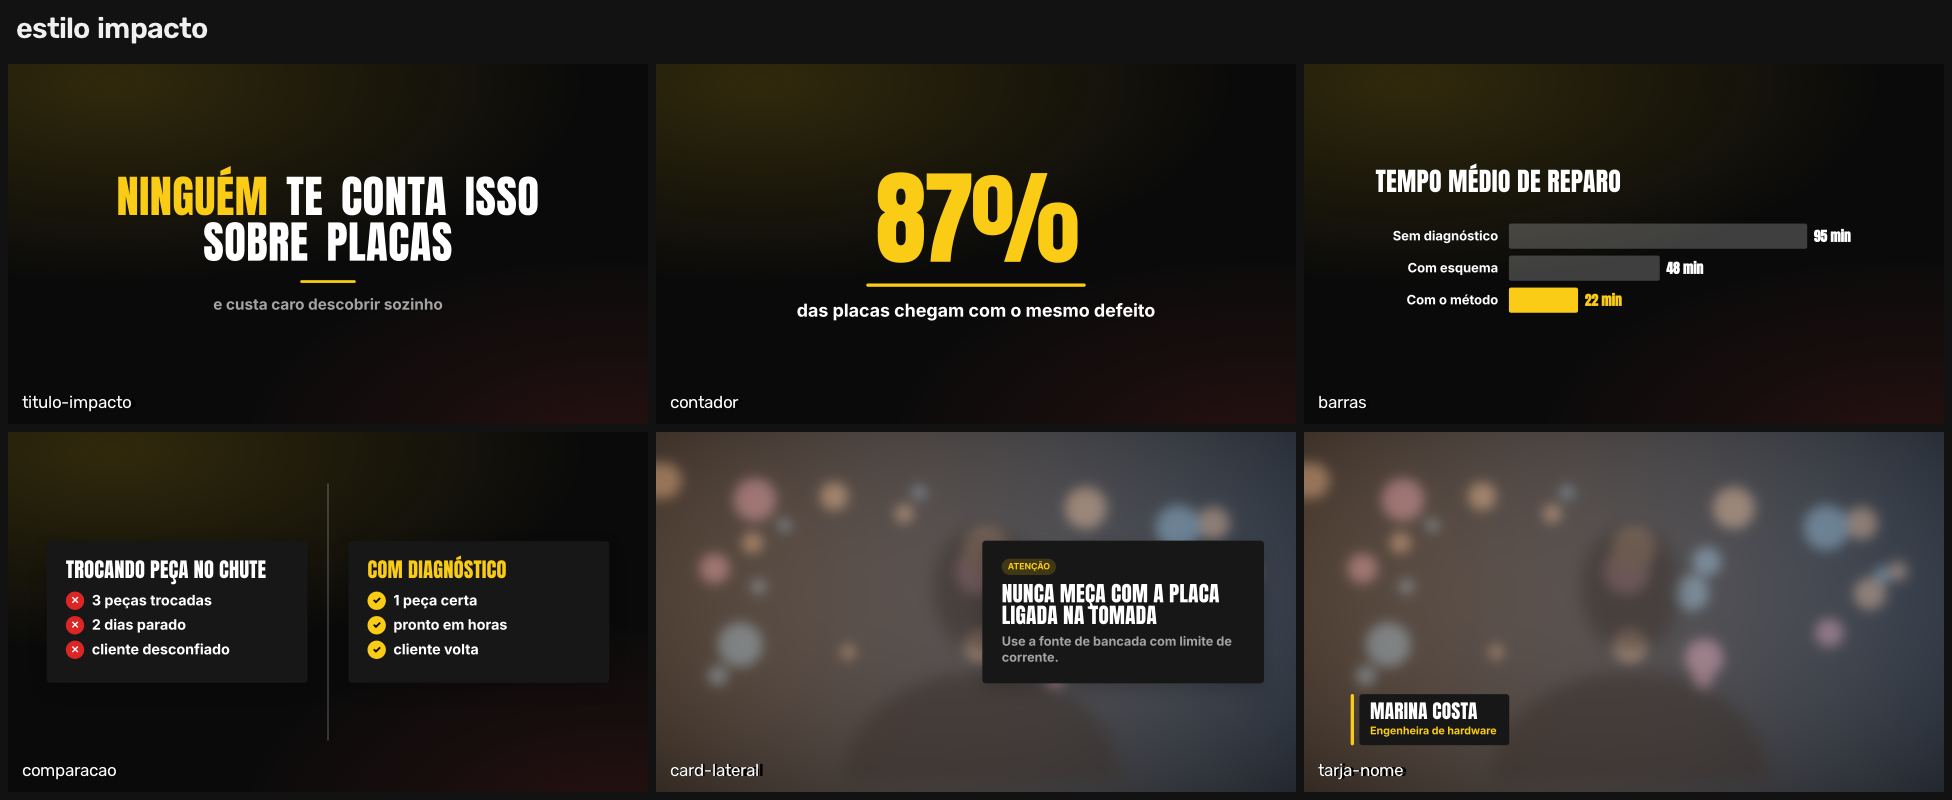 estilo impacto
NINGUÉM TE CONTA ISSO
SOBRE PLACAS
e custa caro descobrir sozinho
titulo-impacto
87%
das placas chegam com o mesmo defeito
contador
TEMPO MÉDIO DE REPARO
Sem diagnóstico 95 min
Com esquema 48 min
Com o método 22 min
barras
TROCANDO PEÇA NO CHUTE
3 peças trocadas
2 dias parado
cliente desconfiado
COM DIAGNÓSTICO
1 peça certa
pronto em horas
cliente volta
comparacao
ATENÇÃO
NUNCA MEÇA COM A PLACA
LIGADA NA TOMADA
Use a fonte de bancada com limite de
corrente.
card-lateral
MARINA COSTA
Engenheira de hardware
tarja-nome